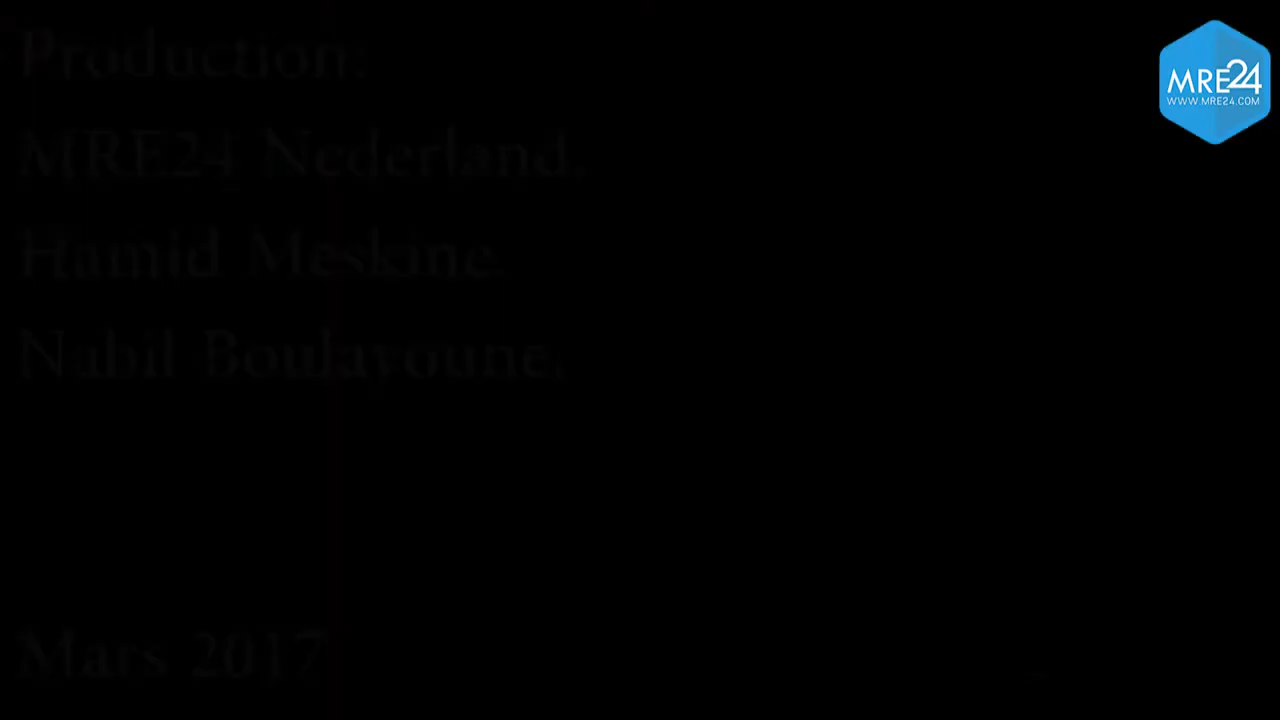 Production:
MRE24 Nederland.
Hamid Meskine.
Nabil Boulayoune.
Mars 2017
MRE24
WWW.MRE24.COM